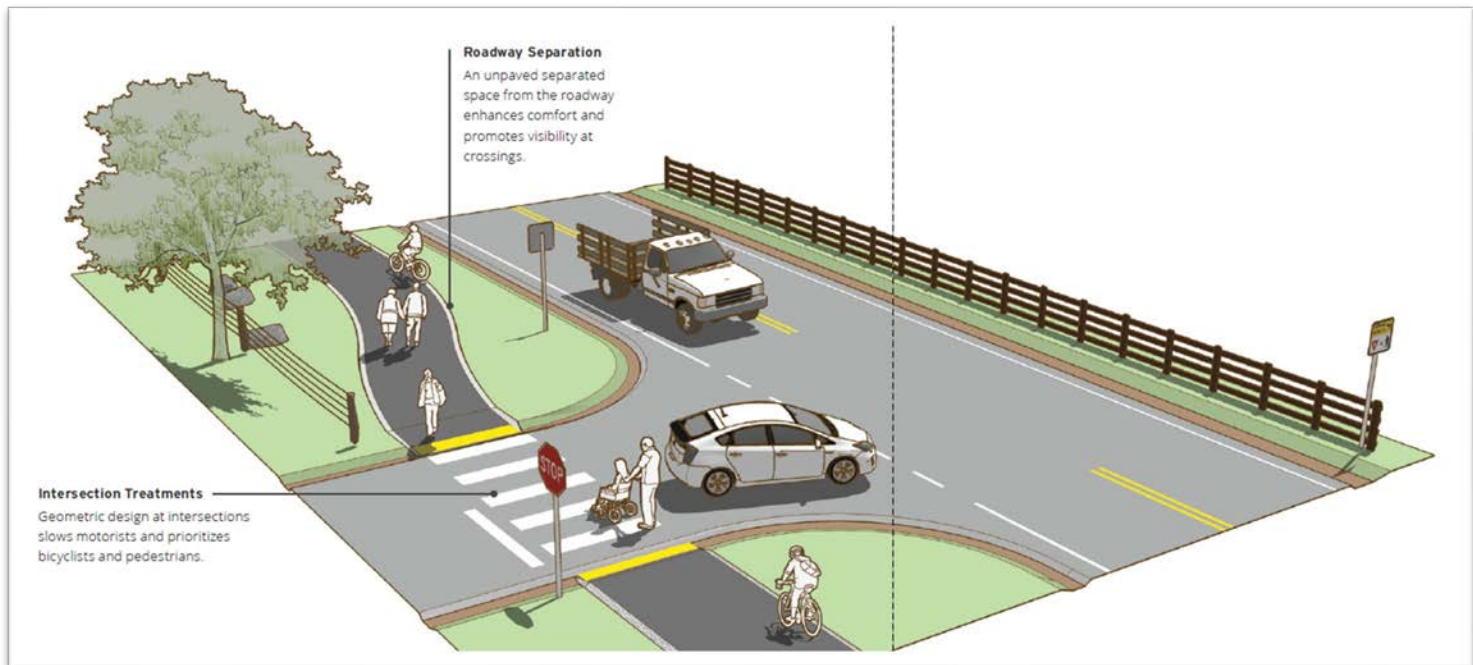 Roadway Separation
An unpaved separated
space from the roadway
enhances comfort and
promotes visibility at
crossings.
STOP
Intersection Treatments
Geometric design at intersections
slows motorists and prioritizes
bicyclists and pedestrians.